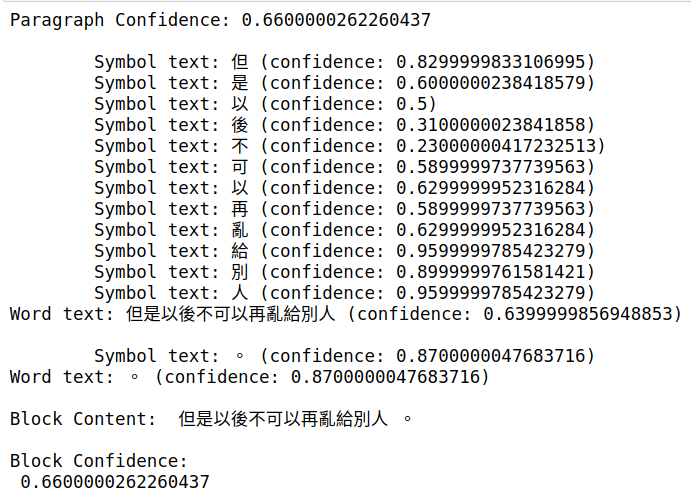 Paragraph Confidence: 0.6600000262260437
Symbol text: 但 (confidence: 0.8299999833106995)
Symbol text: 是 (confidence: 0.6000000238418579)
Symbol text: 以 (confidence: 0.5)
Symbol text: 後 (confidence: 0.3100000023841858)
Symbol text: 不 (confidence: 0.23000000417232513)
Symbol text: 可 (confidence: 0.5899999737739563)
Symbol text: 以 (confidence: 0.6299999952316284)
Symbol text: 再 (confidence: 0.5899999737739563)
Symbol text: 亂 (confidence: 0.6299999952316284)
Symbol text: 給 (confidence: 0.9599999785423279)
Symbol text: 別 (confidence: 0.8999999761581421)
Symbol text: 人 (confidence: 0.9599999785423279)
Word text: 但是以後不可以再亂給別人 (confidence: 0.6399999856948853)
Symbol text: 。 (confidence: 0.8700000047683716)
Word text: 。 (confidence: 0.8700000047683716)
Block Content:  但是以後不可以再亂給別人 。
Block Confidence:
0.6600000262260437